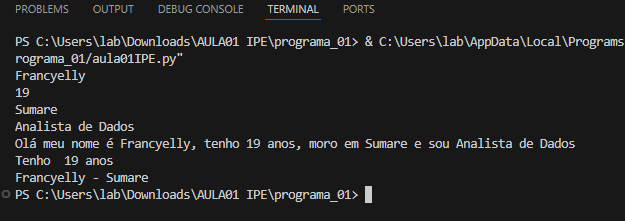 PROBLEMS OUTPUT DEBUG CONSOLE TERMINAL PORTS
PS C:\Users\lab\Downloads\AULA01 IPE\programa_01> & C:\Users\lab\AppData\Local\Programs
rograma_01/aula01IPE.py"
Francyelly
19
Sumare
Analista de Dados
Olá meu nome é Francyelly, tenho 19 anos, moro em Sumare e sou Analista de Dados
Tenho  19 anos
Francyelly - Sumare
PS C:\Users\lab\Downloads\AULA01 IPE\programa_01>